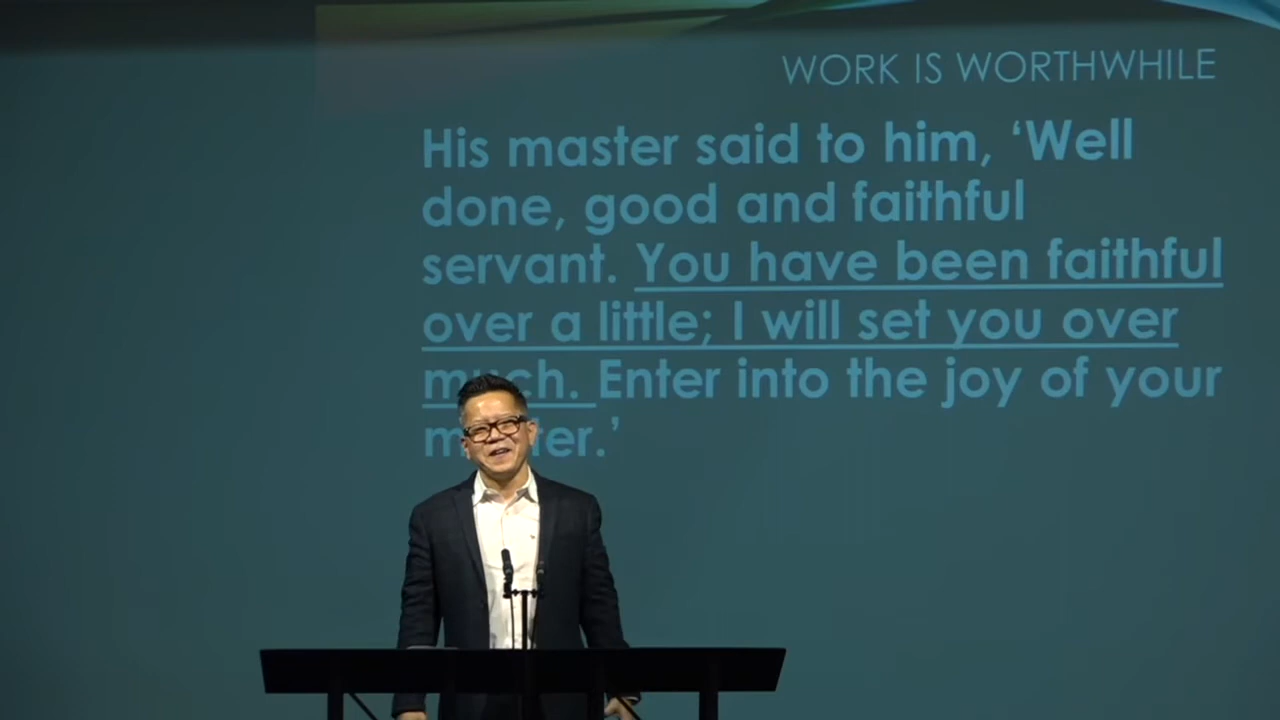 WORK IS WORTHWHILE
His master said to him, ‘Well
done, good and faithful
servant. You have been faithful
over a little; I will set you over
much. Enter into the joy of your
master.’